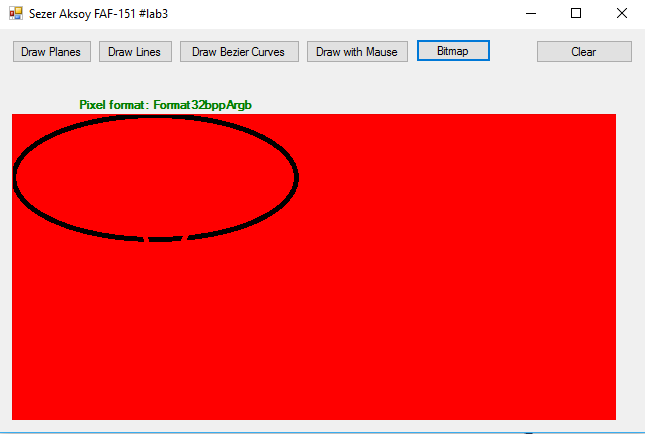 Sezer Aksoy FAF-151 #lab3
Draw Planes Draw Lines Draw Bezier Curves Draw with Mause Bitmap Clear
Pixel format: Format32bppArgb